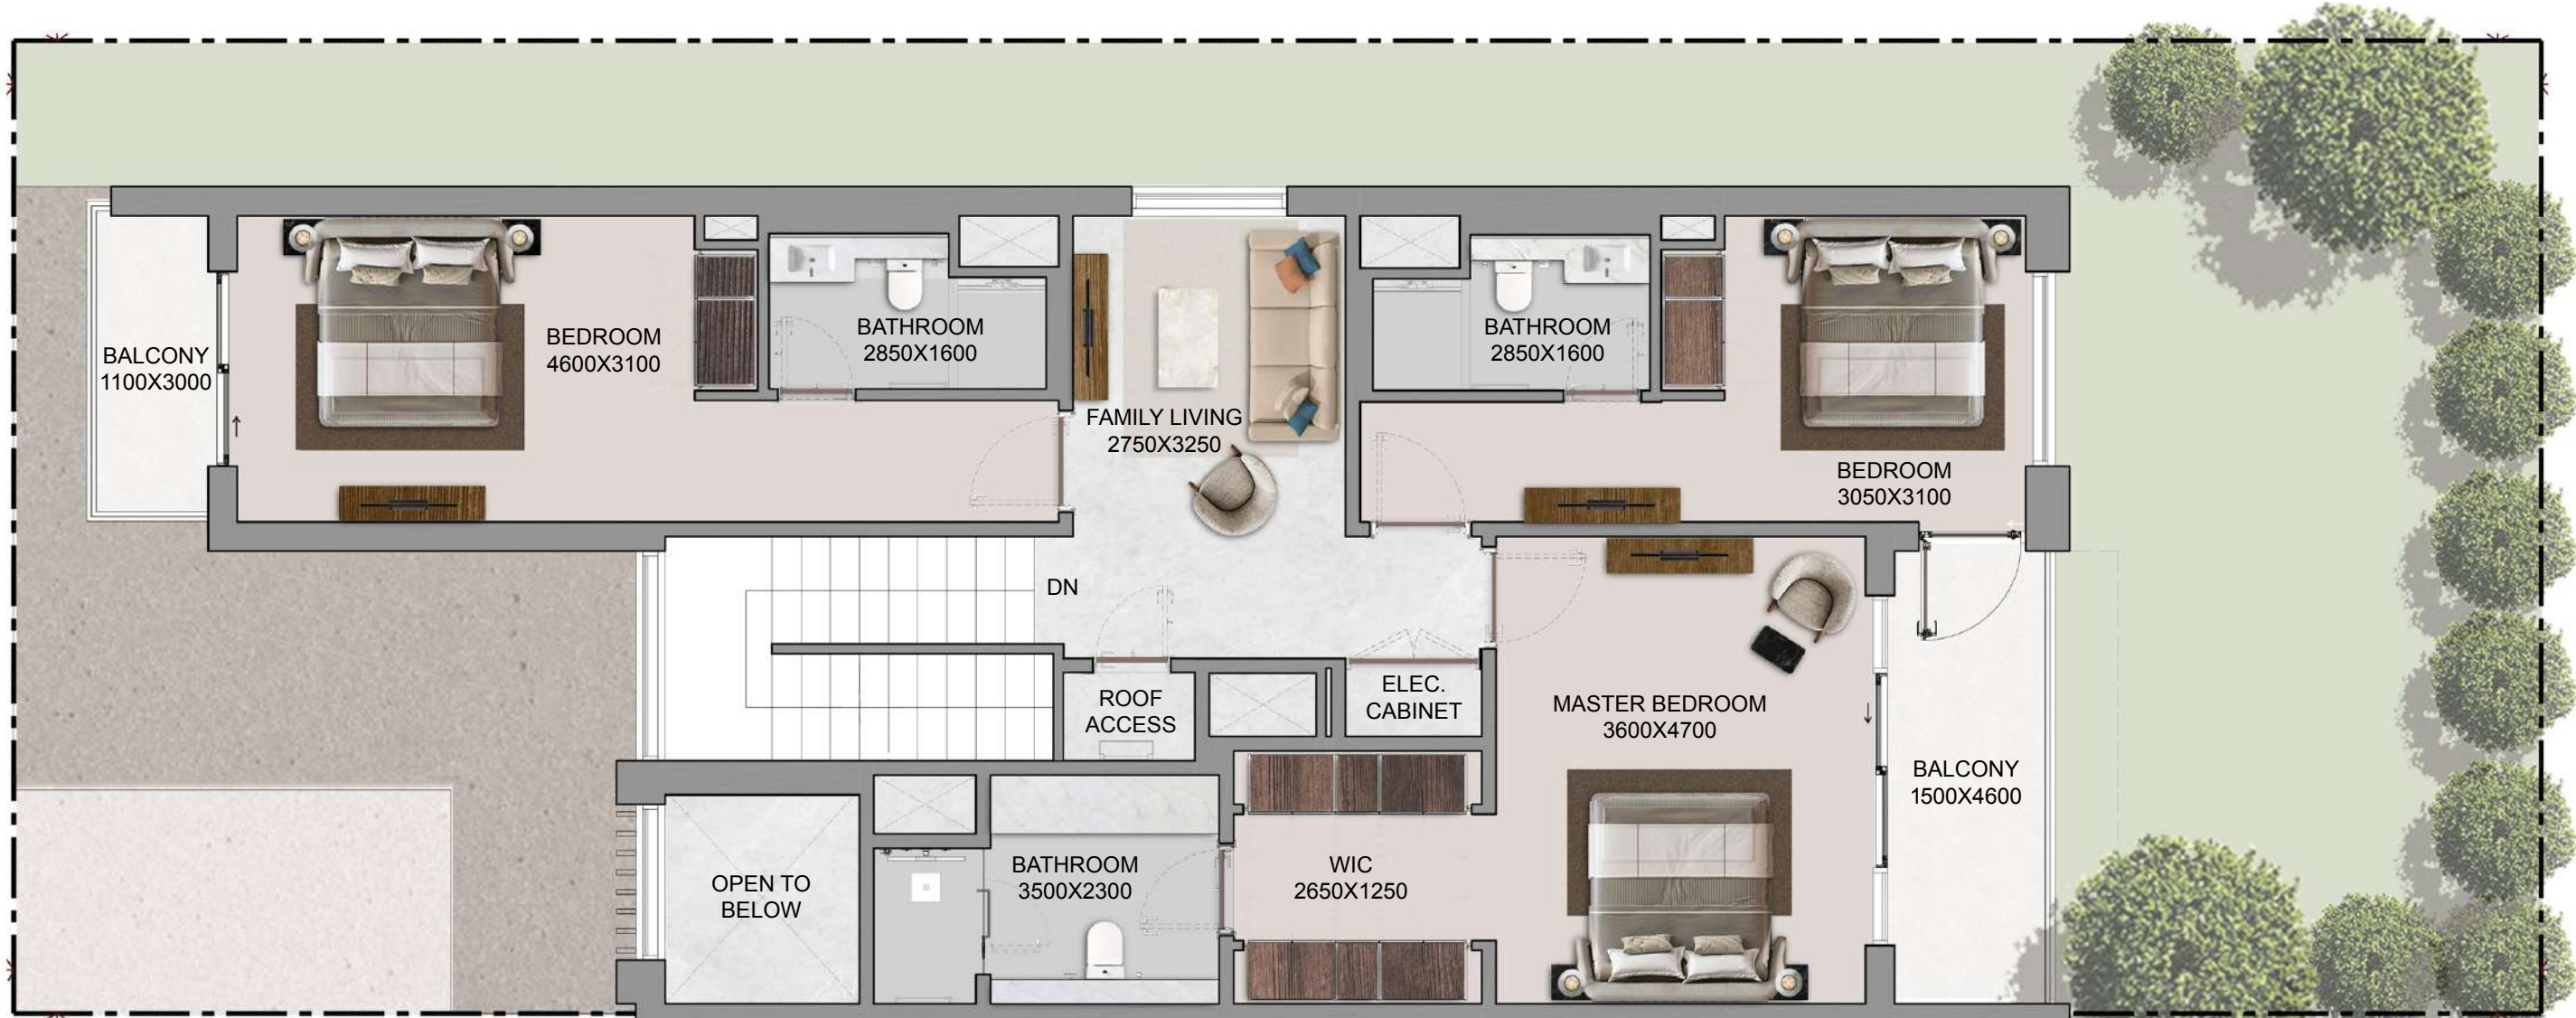 BALCONY
1100X3000
BEDROOM
4600X3100
BATHROOM
2850X1600
FAMILY LIVING
2750X3250
BATHROOM
2850X1600
BEDROOM
3050X3100
DN
ROOF
ACCESS
ELEC.
CABINET
MASTER BEDROOM
3600X4700
BALCONY
1500X4600
OPEN TO
BELOW
BATHROOM
3500X2300
WIC
2650X1250